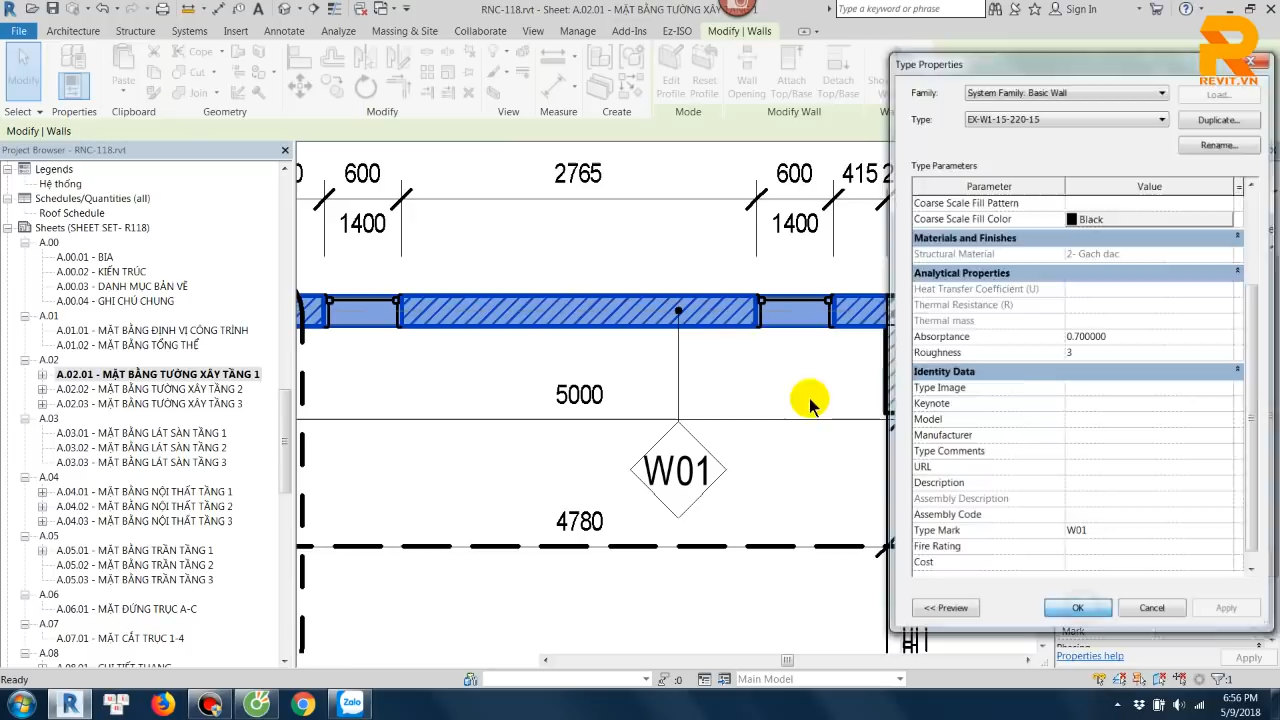 RNC-118.rvt - Sheet: A.02.01 - MẶT BẰNG TƯỜNG XÂY
Type a keyword or phrase
Sign In
File Architecture Structure Systems Insert Annotate Analyze Massing & Site Collaborate View Manage Add-Ins Ez-ISO Modify | Walls
REVIT.VN
Modify
Paste
Cope
Cut
Join
Edit Profile
Reset Profile
Wall Opening
Attach Top/Base
Detach Top/Base
Select Properties Clipboard Geometry Modify View Measure Create Mode Modify Wall
Modify | Walls
Project Browser - RNC-118.rvt
Legends
Hệ thống
Schedules/Quantities (all)
Roof Schedule
Sheets (SHEET SET- R118)
A.00
A.00.01 - BIA
A.00.02 - KIẾN TRÚC
A.00.03 - DANH MỤC BẢN VẼ
A.00.04 - GHI CHÚ CHUNG
A.01
A.01.01 - MẶT BẰNG ĐỊNH VỊ CÔNG TRÌNH
A.01.02 - MẶT BẰNG TỔNG THỂ
A.02
A.02.01 - MẶT BẰNG TƯỜNG XÂY TẦNG 1
A.02.02 - MẶT BẰNG TƯỜNG XÂY TẦNG 2
A.02.03 - MẶT BẰNG TƯỜNG XÂY TẦNG 3
A.03
A.03.01 - MẶT BẰNG LÁT SÀN TẦNG 1
A.03.02 - MẶT BẰNG LÁT SÀN TẦNG 2
A.03.03 - MẶT BẰNG LÁT SÀN TẦNG 3
A.04
A.04.01 - MẶT BẰNG NỘI THẤT TẦNG 1
A.04.02 - MẶT BẰNG NỘI THẤT TẦNG 2
A.04.03 - MẶT BẰNG NỘI THẤT TẦNG 3
A.05
A.05.01 - MẶT BẰNG TRẦN TẦNG 1
A.05.02 - MẶT BẰNG TRẦN TẦNG 2
A.05.03 - MẶT BẰNG TRẦN TẦNG 3
A.06
A.06.01 - MẶT ĐỨNG TRỤC A-C
A.07
A.07.01 - MẶT CẮT TRỤC 1-4
A.08
0 600 2765 600 415 2
1400 1400
5000
W01
4780
Type Properties
Family: System Family: Basic Wall Load...
Type: EX-W1-15-220-15 Duplicate...
Rename...
Type Parameters
Parameter Value =
Coarse Scale Fill Pattern
Coarse Scale Fill Color Black
Materials and Finishes
Structural Material 2- Gach dac
Analytical Properties
Heat Transfer Coefficient (U)
Thermal Resistance (R)
Thermal mass
Absorptance 0.700000
Roughness 3
Identity Data
Type Image
Keynote
Model
Manufacturer
Type Comments
URL
Description
Assembly Description
Assembly Code
Type Mark W01
Fire Rating
Cost
<< Preview OK Cancel Apply
Mark
Properties help Apply
Ready :0 Main Model :1
Zalo
6:56 PM
5/9/2018